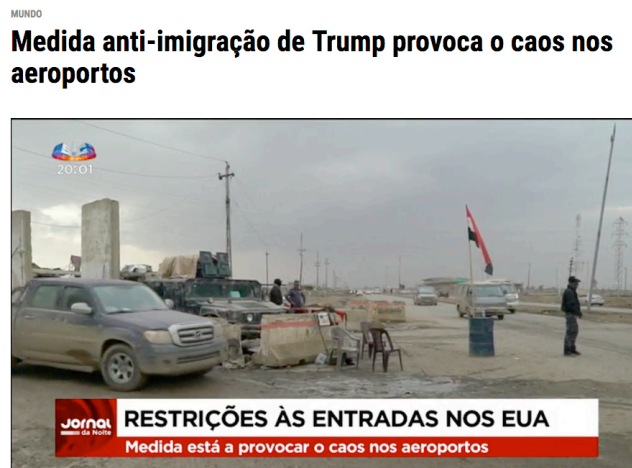 MUNDO
Medida anti-imigração de Trump provoca o caos nos
aeroportos
SIC
20:01
Jornal
da Noite
RESTRIÇÕES ÀS ENTRADAS NOS EUA
Medida está a provocar o caos nos aeroportos